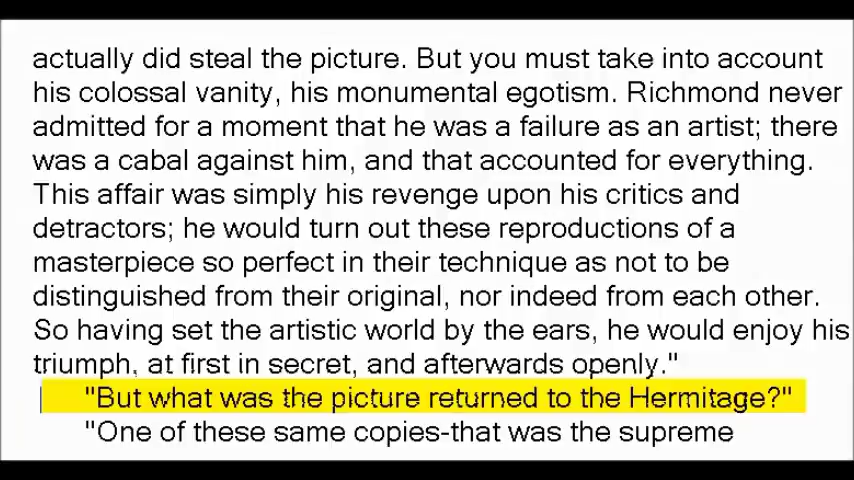 actually did steal the picture. But you must take into account
his colossal vanity, his monumental egotism. Richmond never
admitted for a moment that he was a failure as an artist; there
was a cabal against him, and that accounted for everything.
This affair was simply his revenge upon his critics and
detractors; he would turn out these reproductions of a
masterpiece so perfect in their technique as not to be
distinguished from their original, nor indeed from each other.
So having set the artistic world by the ears, he would enjoy his
triumph, at first in secret, and afterwards openly."
"But what was the picture returned to the Hermitage?"
"One of these same copies-that was the supreme